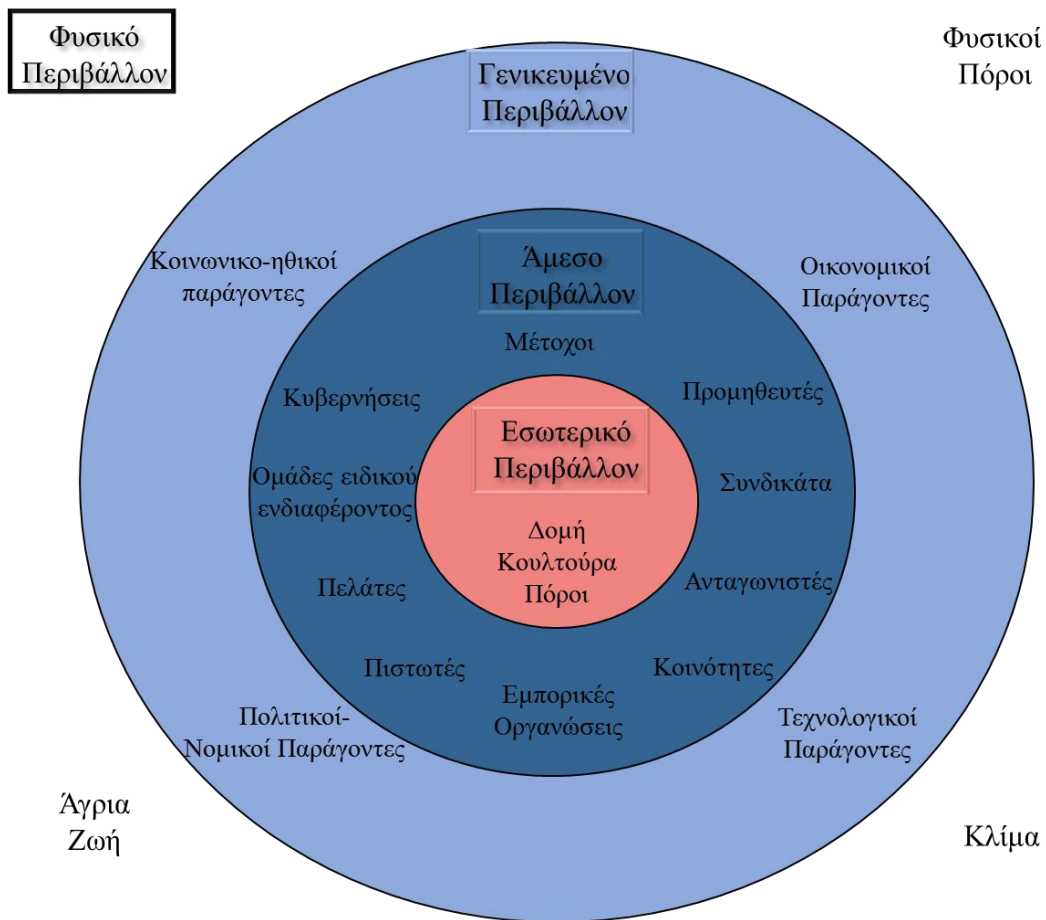 Φυσικό
Περιβάλλον
Φυσικοί
Πόροι
Γενικευμένο
Περιβάλλον
Κοινωνικο-ηθικοί
παράγοντες
Άμεσο
Περιβάλλον
Οικονομικοί
Παράγοντες
Μέτοχοι
Κυβερνήσεις
Προμηθευτές
Εσωτερικό
Περιβάλλον
Ομάδες ειδικού
ενδιαφέροντος
Συνδικάτα
Δομή
Κουλτούρα
Πόροι
Πελάτες
Ανταγωνιστές
Πιστωτές
Εμπορικές
Οργανώσεις
Κοινότητες
Πολιτικοί-
Νομικοί Παράγοντες
Τεχνολογικοί
Παράγοντες
Άγρια
Ζωή
Κλίμα